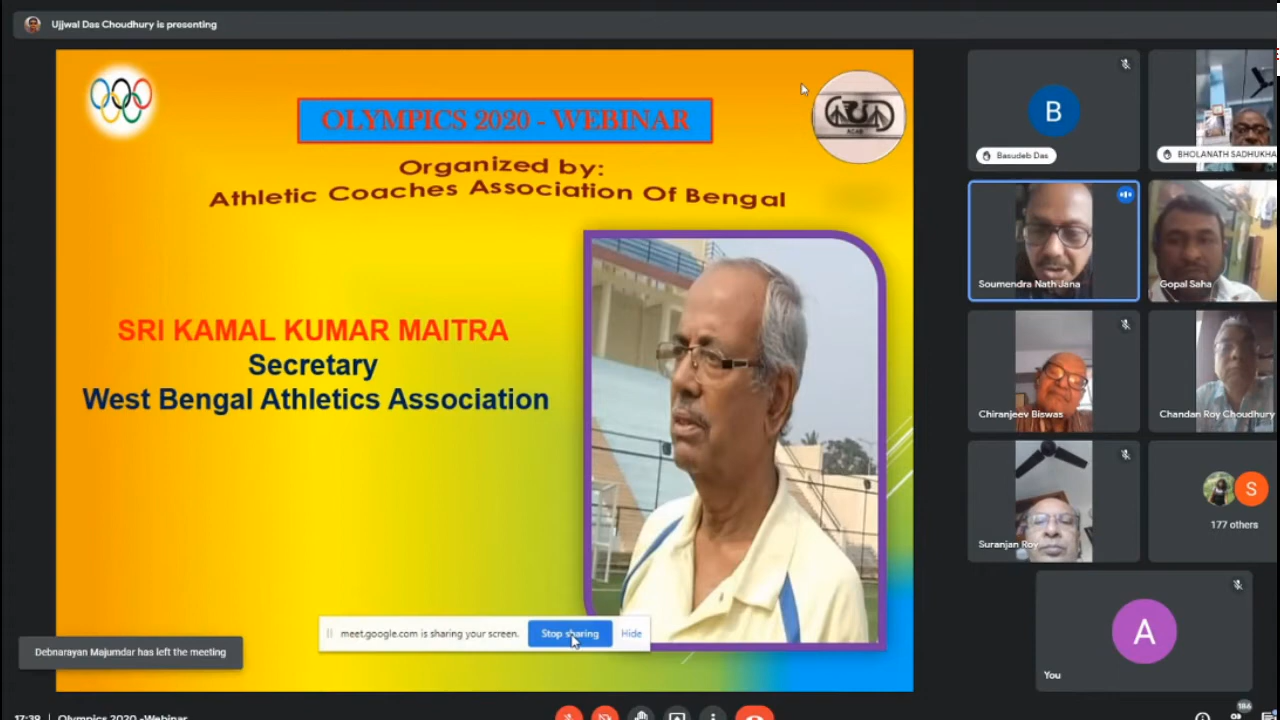 Ujjwal Das Choudhury is presenting
OLYMPICS 2020 - WEBINAR
ACAB
Organized by:
Athletic Coaches Association Of Bengal
SRI KAMAL KUMAR MAITRA
Secretary
West Bengal Athletics Association
meet.google.com is sharing your screen.
Stop sharing
Hide
Debnarayan Majumdar has left the meeting
B
Basudeb Das
BHOLANATH SADHUKHA
Soumendra Nath Jana
Gopal Saha
Chiranjeev Biswas
Chandan Roy Choudhury
Suranjan Roy
S
177 others
A
You
17:39 | Olympics 2020 -Webinar
186